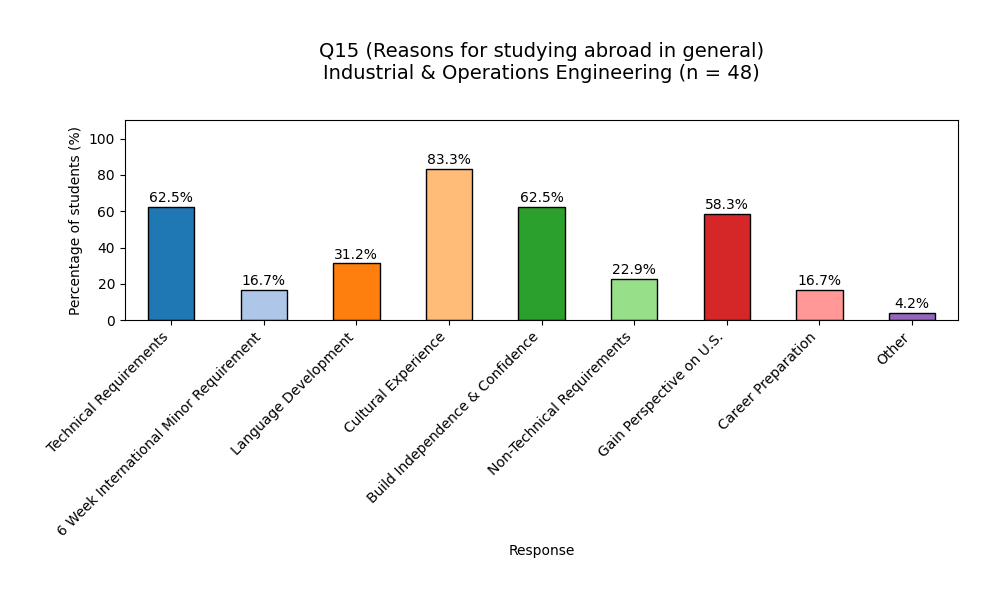 Q15 (Reasons for studying abroad in general)
Industrial & Operations Engineering (n = 48)
Percentage of students (%)
100
80
60
40
20
0
62.5%
16.7%
31.2%
83.3%
62.5%
22.9%
58.3%
16.7%
4.2%
Technical Requirements
6 Week International Minor Requirement
Language Development
Cultural Experience
Build Independence & Confidence
Non-Technical Requirements
Gain Perspective on U.S.
Career Preparation
Other
Response